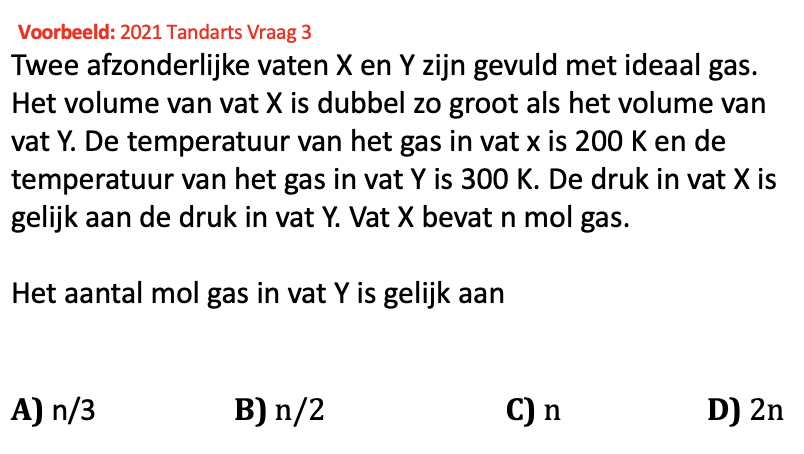 Voorbeeld: 2021 Tandarts Vraag 3
Twee afzonderlijke vaten X en Y zijn gevuld met ideaal gas.
Het volume van vat X is dubbel zo groot als het volume van
vat Y. De temperatuur van het gas in vat x is 200 K en de
temperatuur van het gas in vat Y is 300 K. De druk in vat X is
gelijk aan de druk in vat Y. Vat X bevat n mol gas.
Het aantal mol gas in vat Y is gelijk aan
A) n/3 B) n/2 C) n D) 2n